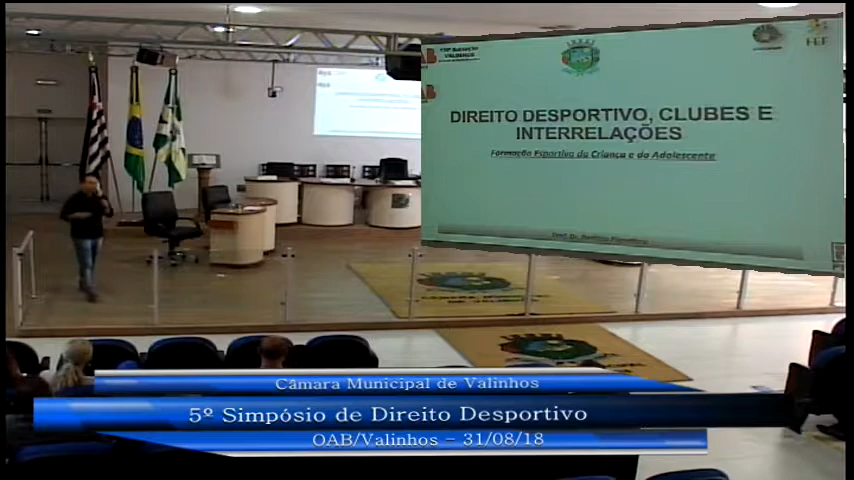 DIREITO DESPORTIVO, CLUBES E
INTERRELAÇÕES
Formação Esportiva da Criança e do Adolescente
Câmara Municipal de Valinhos
5º Simpósio de Direito Desportivo
OAB/Valinhos - 31/08/18